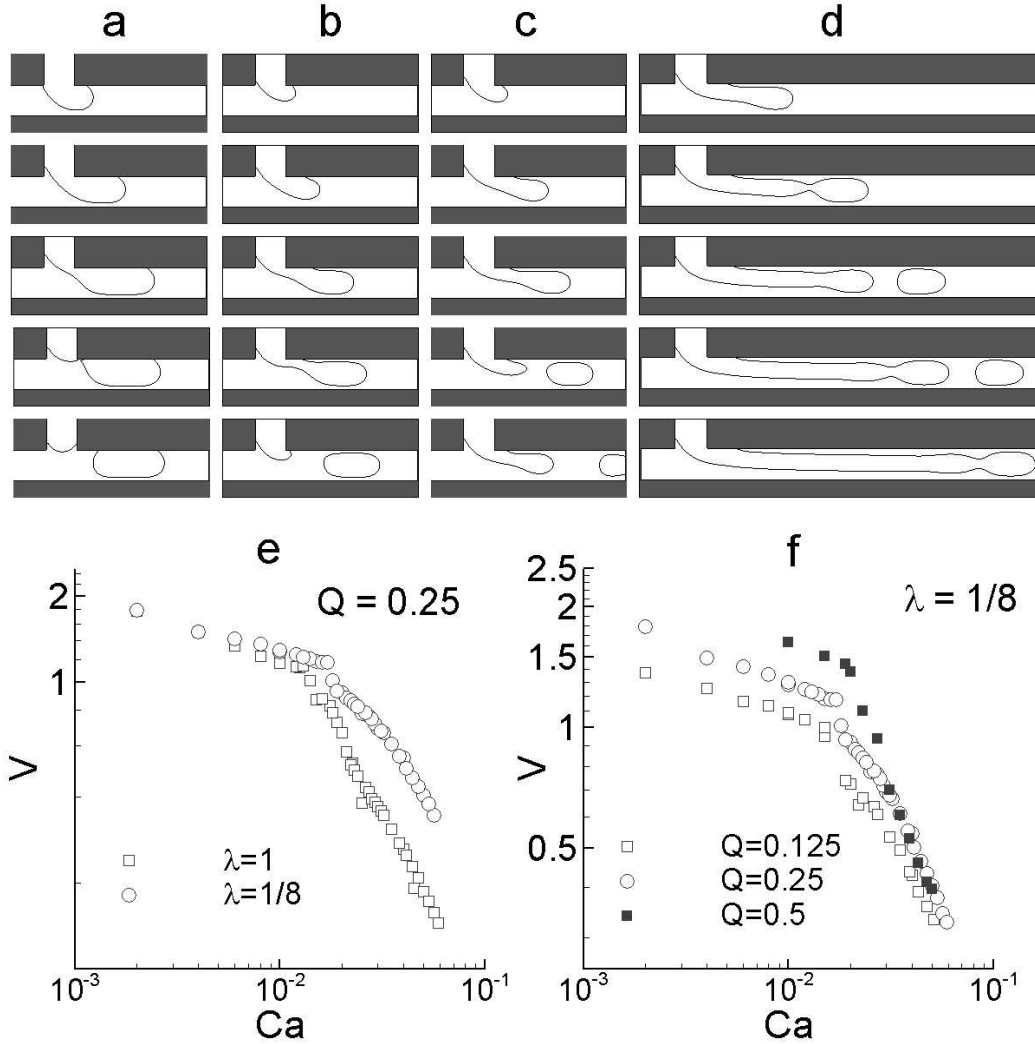 a b c d
e
2
Q = 0.25
1
V
λ=1
λ=1/8
10-3 10-2 10-1
Ca
f
2.5
2
λ = 1/8
1.5
1
V
0.5
Q=0.125
Q=0.25
Q=0.5
10-3 10-2 10-1
Ca